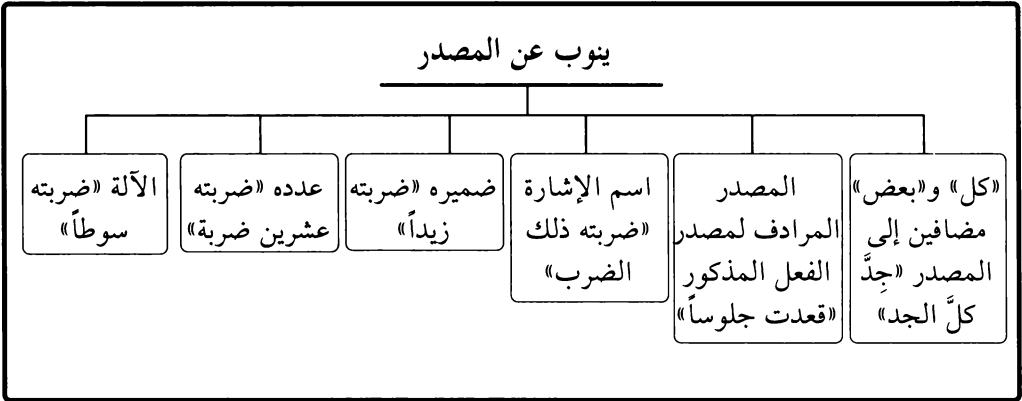 ينوب عن المصدر
«كل» و«بعض»
مضافين إلى
المصدر «جِدَّ
كلَّ الجد»
المصدر
المرادف لمصدر
الفعل المذكور
«قعدت جلوساً»
اسم الإشارة
«ضربته ذلك
الضرب»
ضميره «ضربته
زيداً»
عدده «ضربته
عشرين ضربة»
الآلة «ضربته
سوطاً»